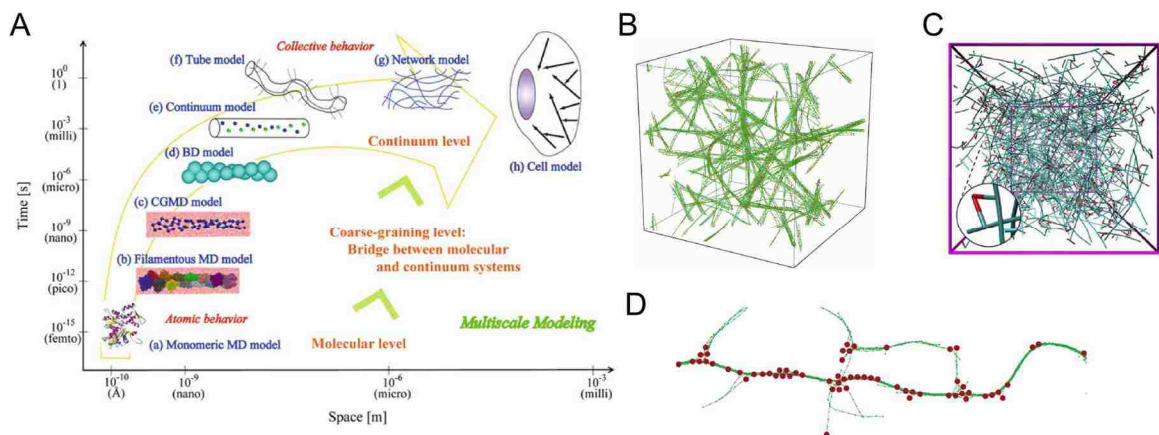 A
B
C
D
Time [s]
10⁰
(1)
10⁻³
(milli)
10⁻⁶
(micro)
10⁻⁹
(nano)
10⁻¹²
(pico)
10⁻¹⁵
(femto)
(f) Tube model
Collective behavior
(g) Network model
(e) Continuum model
(d) BD model
Continuum level
(h) Cell model
(c) CGMD model
Coarse-graining level:
Bridge between molecular
and continuum systems
(b) Filamentous MD model
Atomic behavior
(a) Monomeric MD model
Molecular level
Multiscale Modeling
10⁻¹⁰
(Å)
10⁻⁹
(nano)
10⁻⁶
(micro)
10⁻³
(milli)
Space [m]